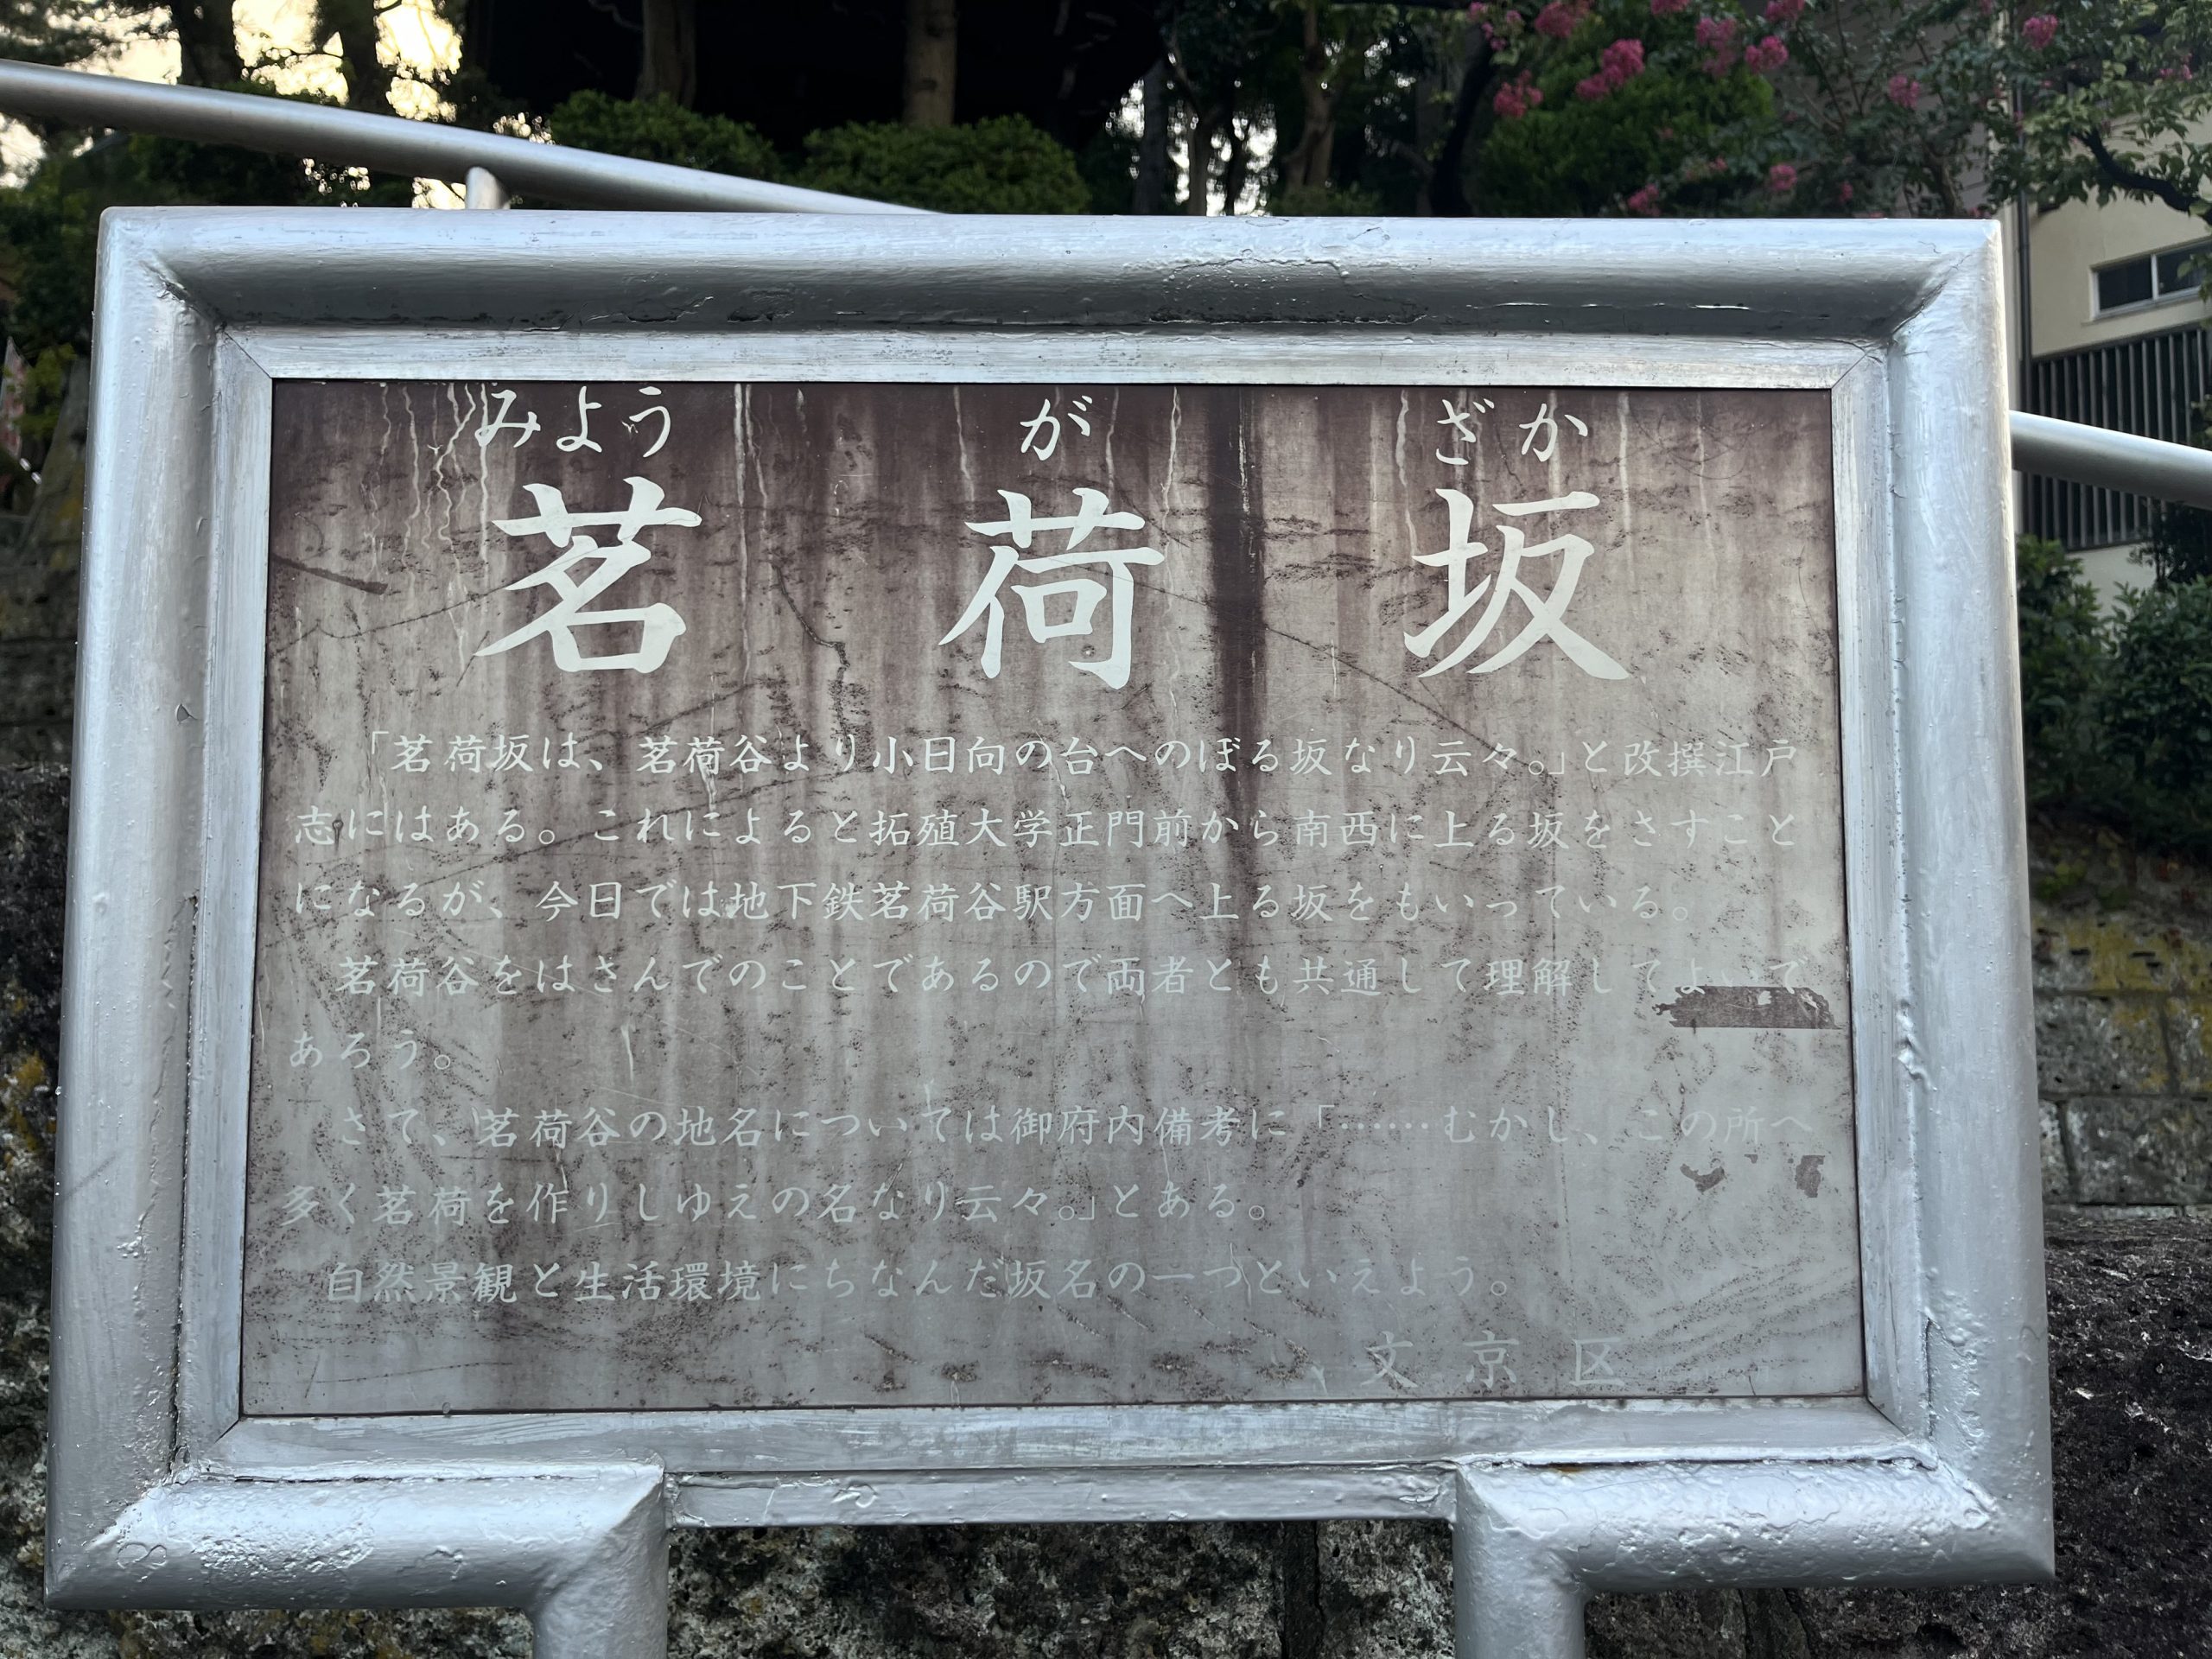 みよう が ざか
茗荷坂
「茗荷坂は、茗荷谷より小日向の台へのぼる坂なり云々。」と改撰江戸
志にはある。これによると拓殖大学正門前から南西に上る坂をさすこと
になるが、今日では地下鉄茗荷谷駅方面へ上る坂をもいっている。
茗荷谷をはさんでのことであるので両者とも共通して理解してよいで
あろう。
さて、茗荷谷の地名については御府内備考に「……むかし、この所へ
多く茗荷を作りしゆえの名なり云々。」とある。
自然景観と生活環境にちなんだ坂名の一つといえよう。
文京区